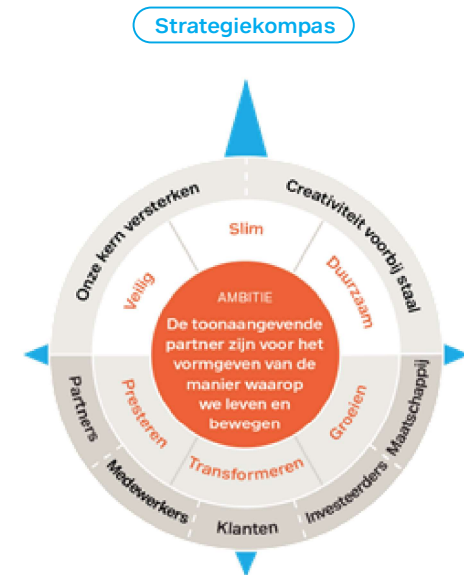 Strategiekompas
Onze kern versterken
Creativiteit voorbij staal
Slim
Veilig
Duurzaam
AMBITIE
De toonaangevende
partner zijn voor het
vormgeven van de
manier waarop
we leven en
bewegen
Presteren
Transformeren
Groeien
Partners
Medewerkers
Klanten
Investeerders
Maatschappij